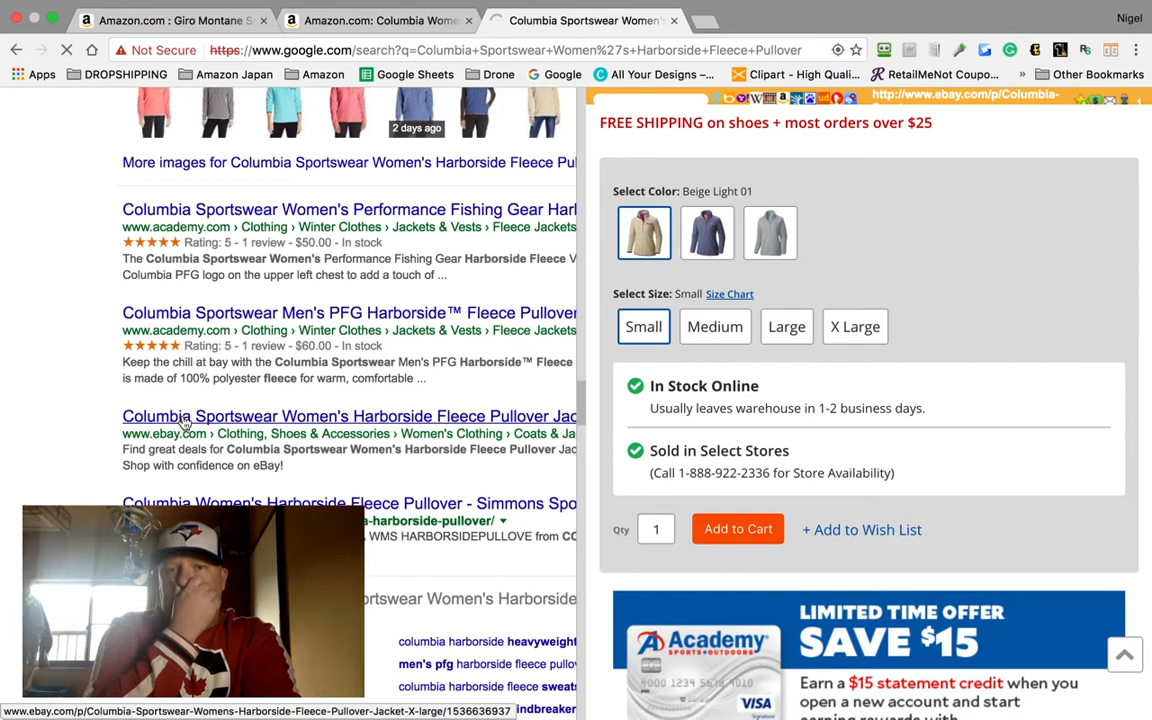 Amazon.com : Giro Montane S
Amazon.com: Columbia Wome
Columbia Sportswear Women's
Nigel
Not Secure
https://www.google.com/search?q=Columbia+Sportswear+Women%27s+Harborside+Fleece+Pullover
Apps
DROPSHIPPING
Amazon Japan
Amazon
Google Sheets
Drone
Google
All Your Designs –...
Clipart - High Quali...
RetailMeNot Coupo...
»
Other Bookmarks
2 days ago
More images for Columbia Sportswear Women's Harborside Fleece Pul
Columbia Sportswear Women's Performance Fishing Gear Har
www.academy.com › Clothing › Winter Clothes › Jackets & Vests › Fleece Jackets
★★★★★ Rating: 5 - 1 review - $50.00 - In stock
The Columbia Sportswear Women's Performance Fishing Gear Harborside Fleece V
Columbia PFG logo on the upper left chest to add a touch of ...
Columbia Sportswear Men's PFG Harborside™ Fleece Pullover
www.academy.com › Clothing › Winter Clothes › Jackets & Vests › Fleece Jackets
★★★★★ Rating: 5 - 1 review - $60.00 - In stock
Keep the chill at bay with the Columbia Sportswear Men's PFG Harborside™ Fleece
is made of 100% polyester fleece for warm, comfortable ...
Columbia Sportswear Women's Harborside Fleece Pullover Jac
www.ebay.com › Clothing, Shoes & Accessories › Women's Clothing › Coats & Ja
Find great deals for Columbia Sportswear Women's Harborside Fleece Pullover Jac
Shop with confidence on eBay!
Columbia Women's Harborside Fleece Pullover - Simmons Spo
a-harborside-pullover/
WMS HARBORSIDEPULLOVE from CO
rtswear Women's Harborside
columbia harborside heavyweight
men's pfg harborside fleece pullov
columbia harborside fleece sweats
ndbreaker
www.ebay.com/p/Columbia-Sportswear-Womens-Harborside-Fleece-Pullover-Jacket-X-large/1536636937
http://www.ebay.com/p/Columbia-
FREE SHIPPING on shoes + most orders over $25
Select Color: Beige Light 01
Select Size: Small Size Chart
Small
Medium
Large
X Large
In Stock Online
Usually leaves warehouse in 1-2 business days.
Sold in Select Stores
(Call 1-888-922-2336 for Store Availability)
Qty
1
Add to Cart
+ Add to Wish List
LIMITED TIME OFFER
SAVE $15
Academy
SPORTS+OUTDOORS
VISA
Signature
Earn a $15 statement credit when you
open a new account and start